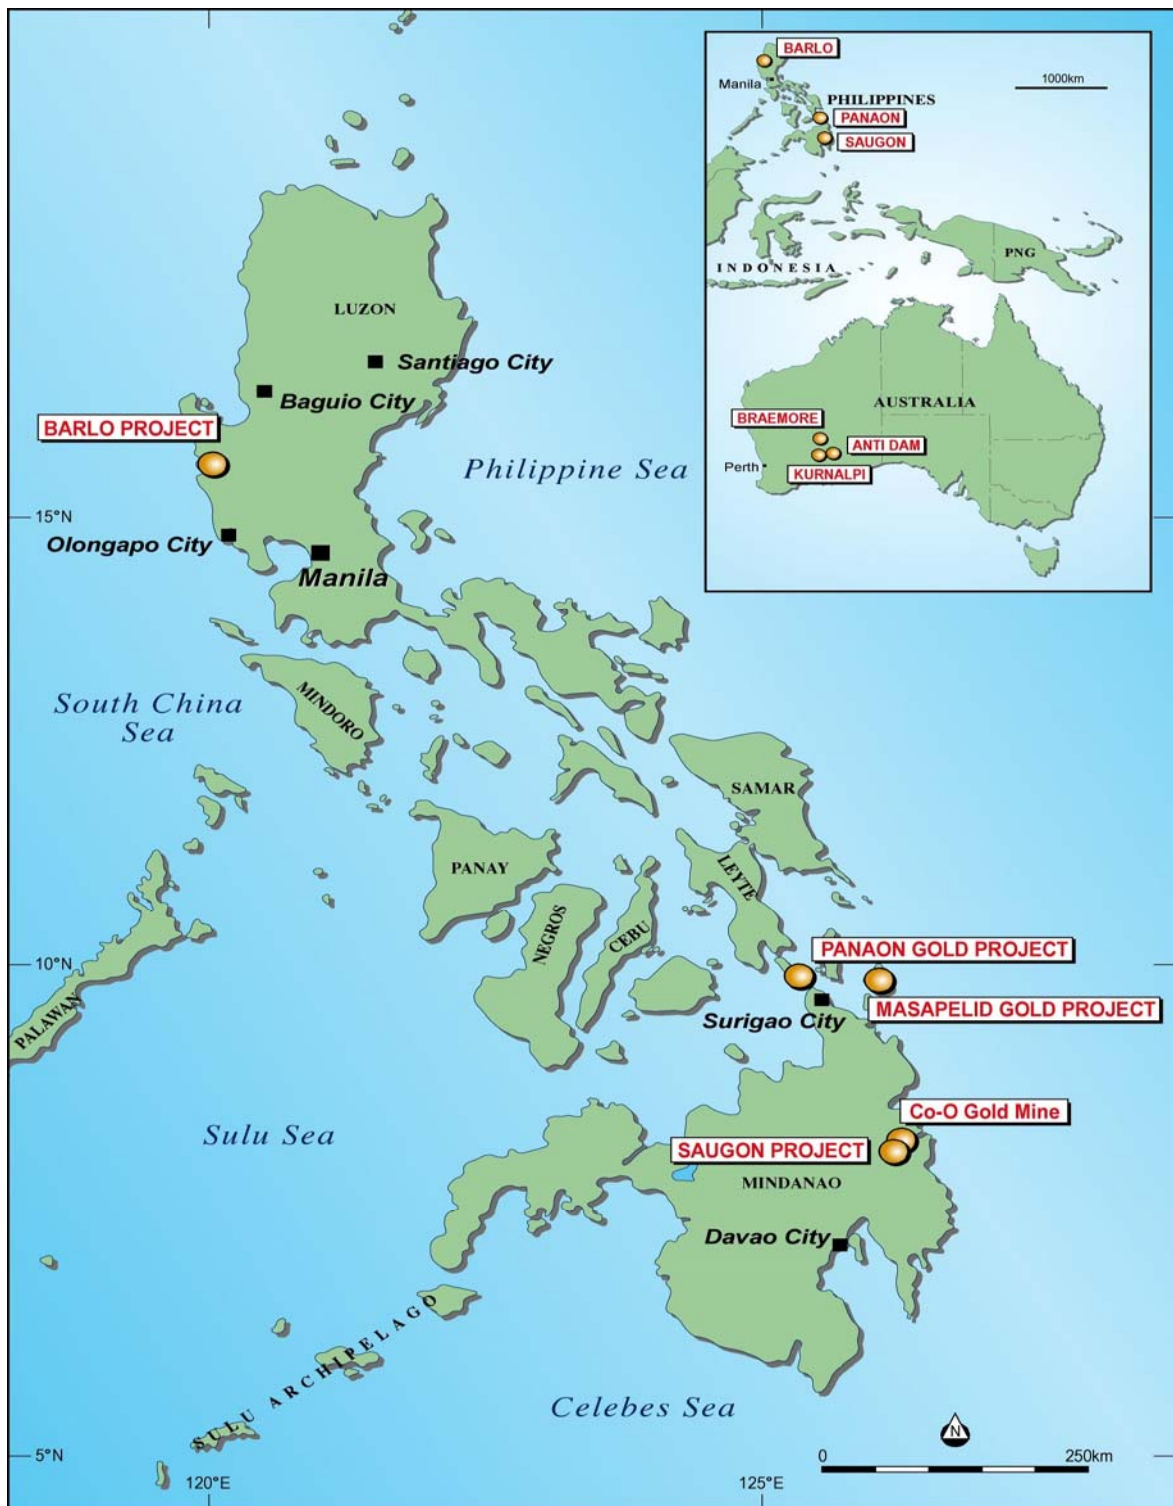 BARLO
1000km
Manila
PHILIPPINES
PANAON
SAUGON
LUZON
Santiago City
Baguio City
INDONESIA
PNG
BARLO PROJECT
AUSTRALIA
BRAEMORE
ANTI DAM
Perth
KURNALPI
Philippine Sea
15°N
Olongapo City
Manila
South China
Sea
MINDORO
SAMAR
PANAY
LEYTE
NEGROS
CEBU
PANAON GOLD PROJECT
10°N
MASAPELID GOLD PROJECT
Surigao City
PALAWAN
Co-O Gold Mine
Sulu Sea
SAUGON PROJECT
MINDANAO
Davao City
SULU ARCHIPELAGO
Celebes Sea
N
5°N
0
250km
120°E
125°E